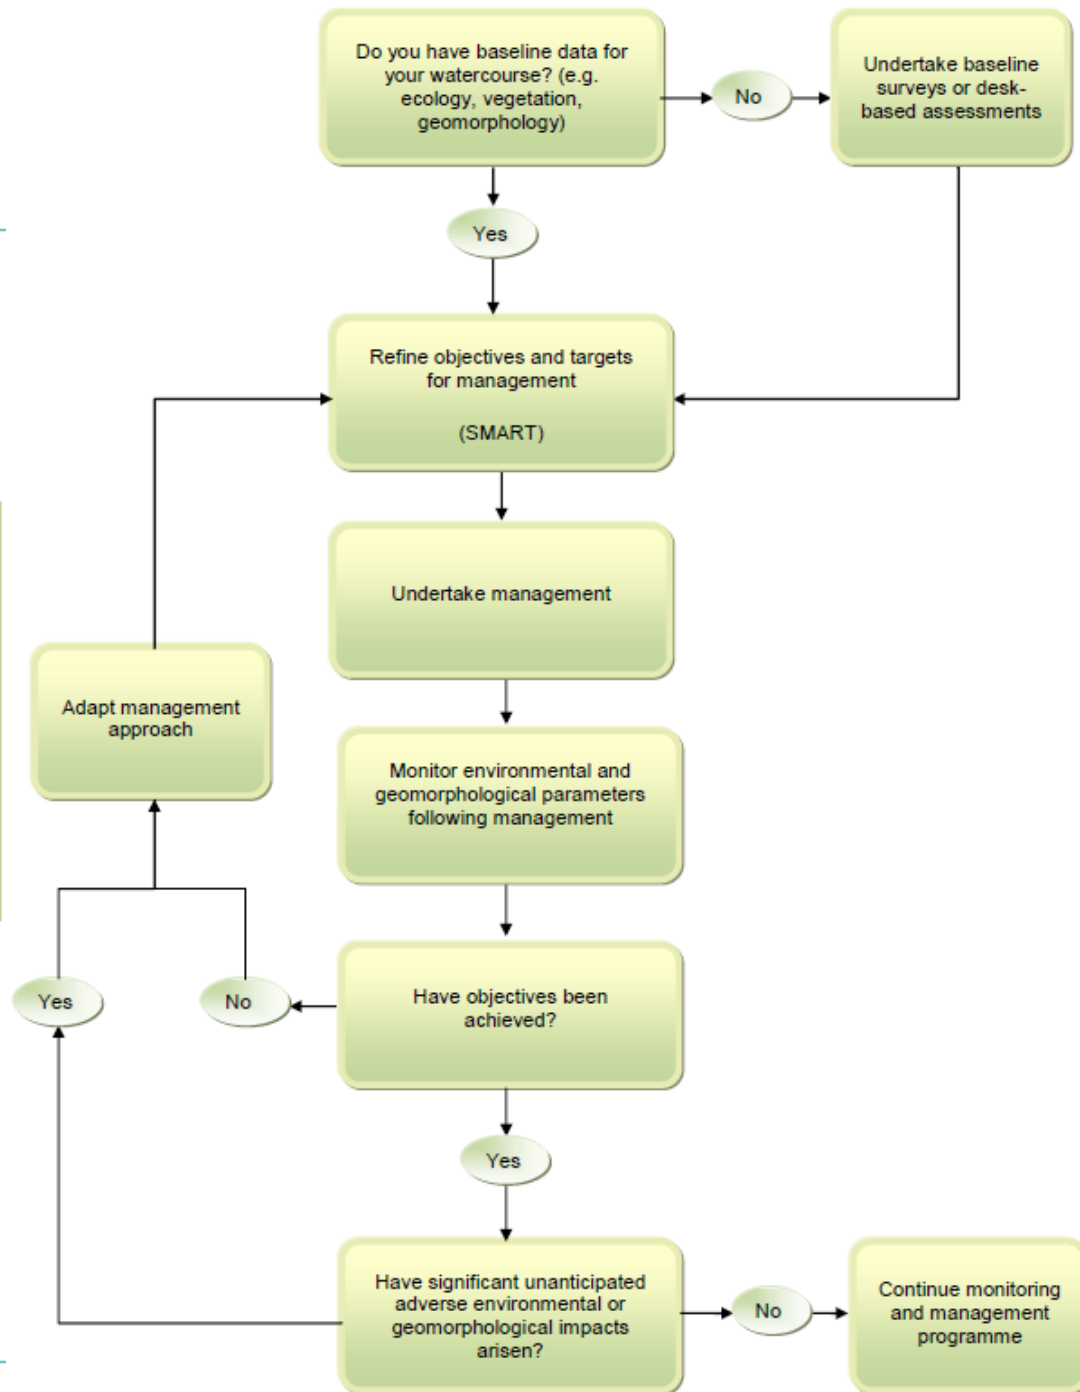 Do you have baseline data for
your watercourse? (e.g.
ecology, vegetation,
geomorphology)
No
Undertake baseline
surveys or desk-
based assessments
Yes
Refine objectives and targets
for management
(SMART)
Undertake management
Adapt management
approach
Monitor environmental and
geomorphological parameters
following management
Yes
No
Have objectives been
achieved?
Yes
Have significant unanticipated
adverse environmental or
geomorphological impacts
arisen?
No
Continue monitoring
and management
programme